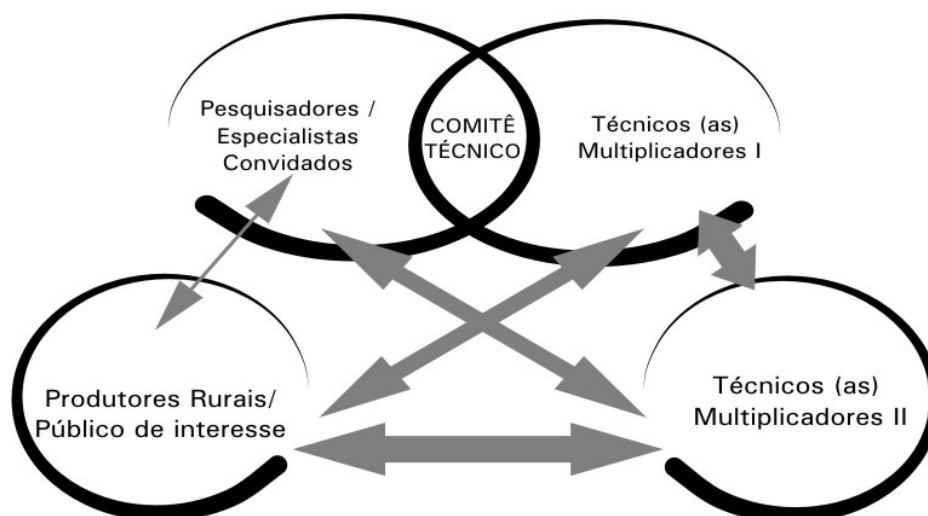 Pesquisadores /
Especialistas
Convidados
COMITÊ
TÉCNICO
Técnicos (as)
Multiplicadores I
Produtores Rurais/
Público de interesse
Técnicos (as)
Multiplicadores II